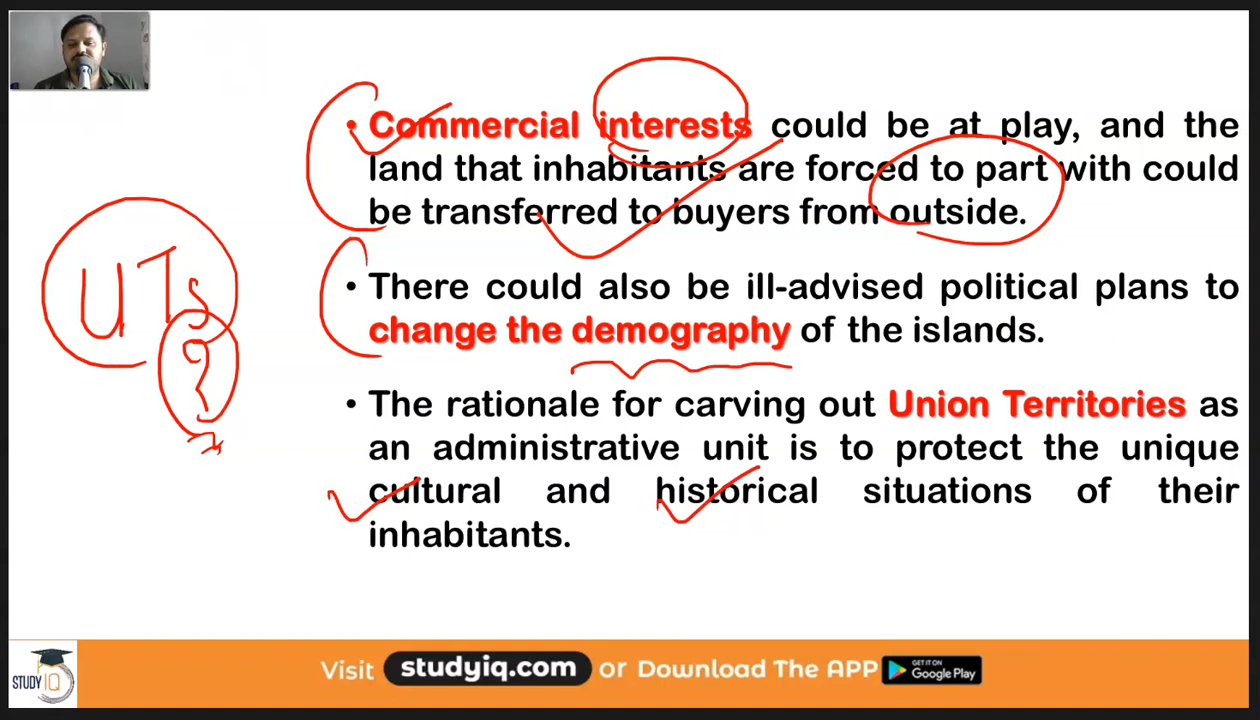 • Commercial interests could be at play, and the
land that inhabitants are forced to part with could
be transferred to buyers from outside.
• There could also be ill-advised political plans to
change the demography of the islands.
• The rationale for carving out Union Territories as
an administrative unit is to protect the unique
cultural and historical situations of their
inhabitants.
UTs
?
STUDY IQ
Visit studyiq.com or Download The APP GET IT ON
Google Play